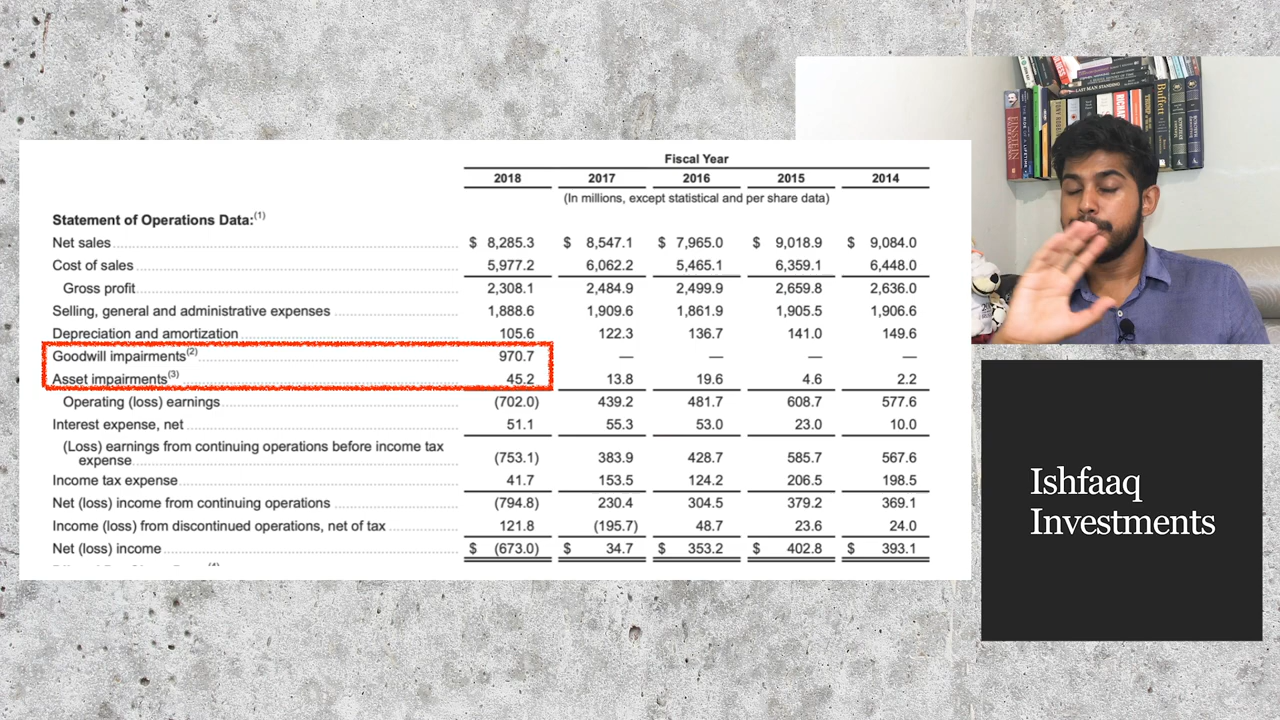 Fiscal Year
2018 2017 2016 2015 2014
(In millions, except statistical and per share data)
Statement of Operations Data:(1)
Net sales $ 8,285.3 $ 8,547.1 $ 7,965.0 $ 9,018.9 $ 9,084.0
Cost of sales 5,977.2 6,062.2 5,465.1 6,359.1 6,448.0
Gross profit 2,308.1 2,484.9 2,499.9 2,659.8 2,636.0
Selling, general and administrative expenses 1,888.6 1,909.6 1,861.9 1,905.5 1,906.6
Depreciation and amortization 105.6 122.3 136.7 141.0 149.6
Goodwill impairments(2) 970.7 — — — —
Asset impairments(3) 45.2 13.8 19.6 4.6 2.2
Operating (loss) earnings (702.0) 439.2 481.7 608.7 577.6
Interest expense, net 51.1 55.3 53.0 23.0 10.0
(Loss) earnings from continuing operations before income tax
expense (753.1) 383.9 428.7 585.7 567.6
Income tax expense 41.7 153.5 124.2 206.5 198.5
Net (loss) income from continuing operations (794.8) 230.4 304.5 379.2 369.1
Income (loss) from discontinued operations, net of tax 121.8 (195.7) 48.7 23.6 24.0
Net (loss) income $ (673.0) $ 34.7 $ 353.2 $ 402.8 $ 393.1
LAST MAN STANDING
EINSTEIN
Buffett
Ishfaaq
Investments